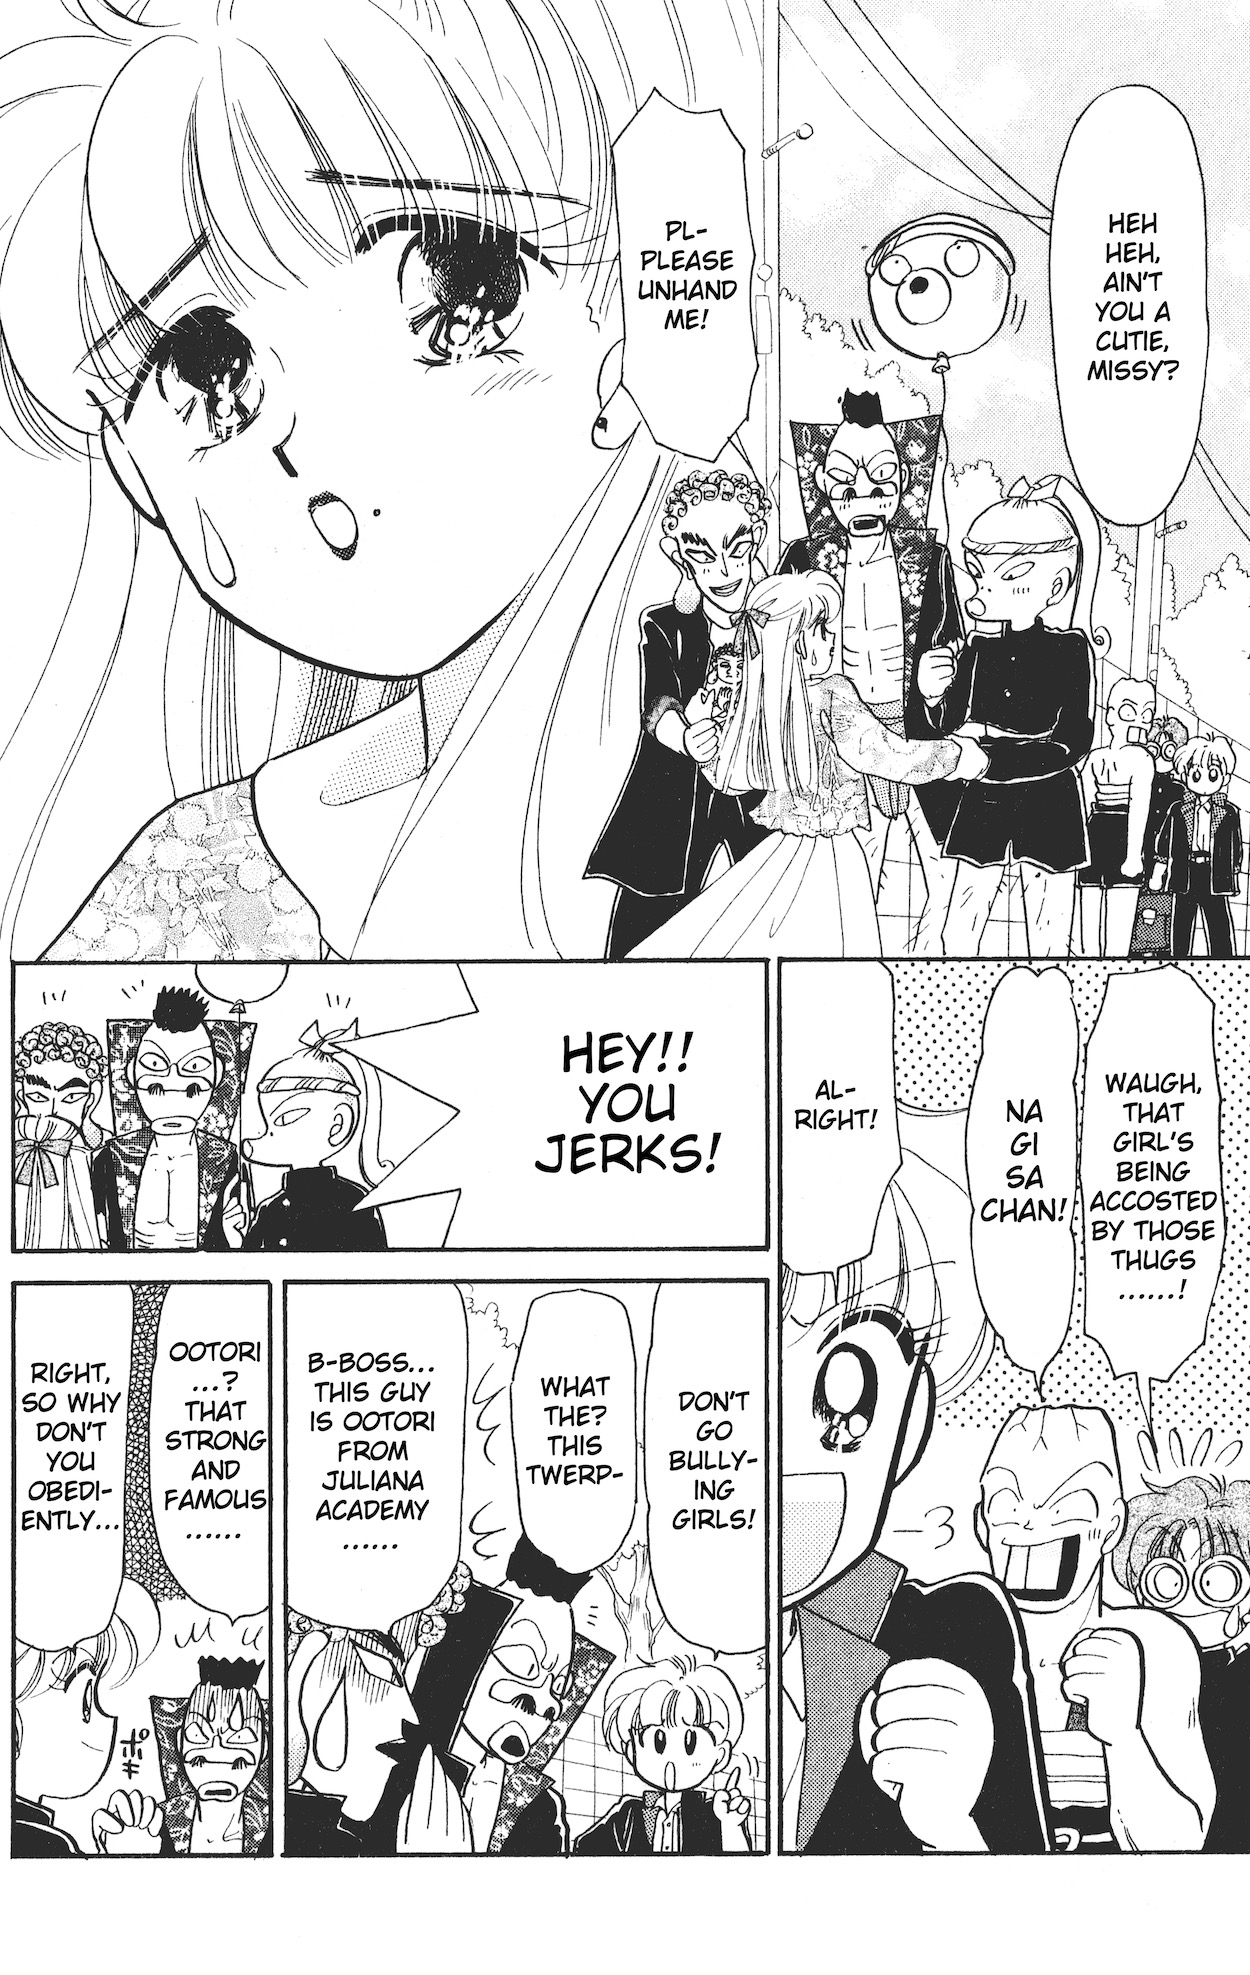 HEH
HEH,
AIN'T
YOU A
CUTIE,
MISSY?
PL-
PLEASE
UNHAND
ME!
WAUGH,
THAT
GIRL'S
BEING
ACCOSTED
BY THOSE
THUGS
......!
NA
GI
SA
CHAN!
AL-
RIGHT!
HEY!!
YOU
JERKS!
DON'T
GO
BULLY-
ING
GIRLS!
WHAT
THE?
THIS
TWERP-
B-BOSS...
THIS GUY
IS OOTORI
FROM
JULIANA
ACADEMY
......
OOTORI
...?
THAT
STRONG
AND
FAMOUS
......
RIGHT,
SO WHY
DON'T
YOU
OBEDI-
ENTLY...
ポキ